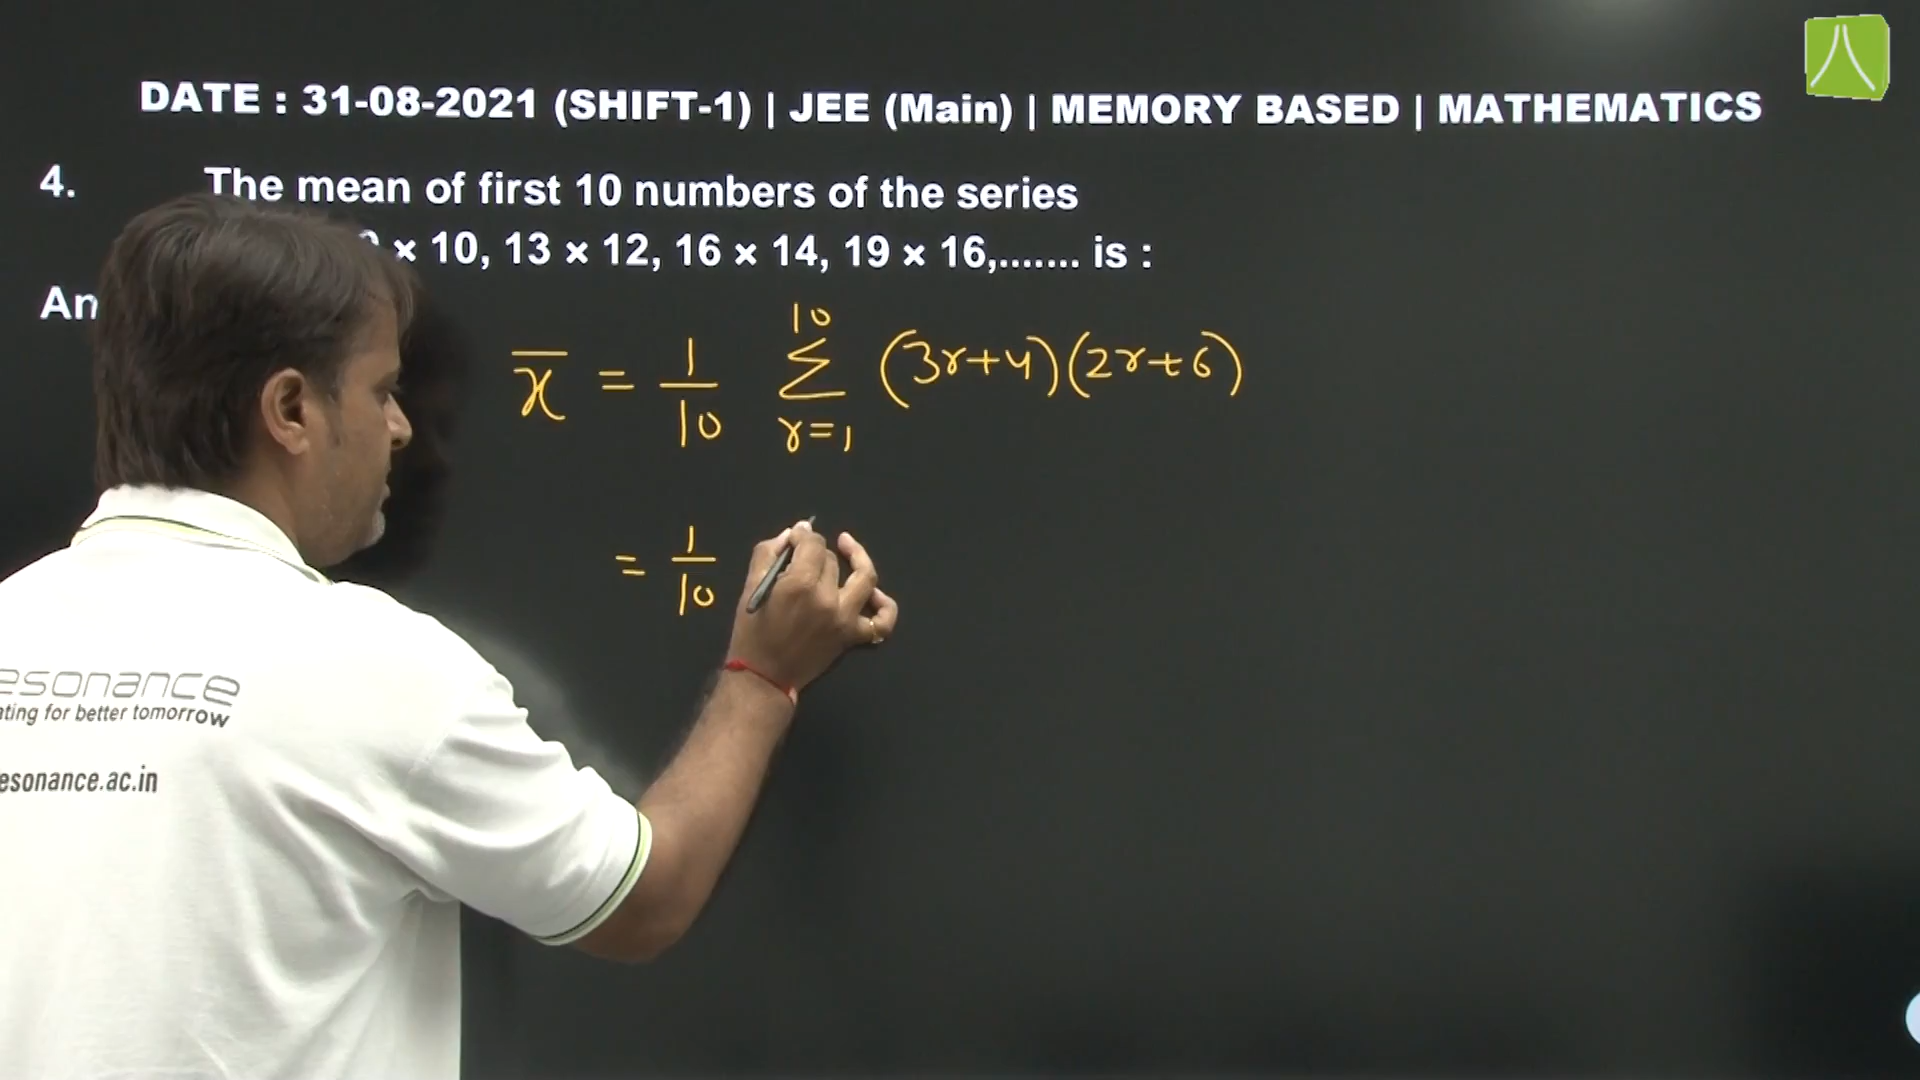 DATE : 31-08-2021 (SHIFT-1) | JEE (Main) | MEMORY BASED | MATHEMATICS
4. The mean of first 10 numbers of the series
× 10, 13 × 12, 16 × 14, 19 × 16,....... is :
An
x̄ = 1/10 10∑r=1 (3r+4)(2r+6)
= 1/10
esonance
ating for better tomorrow
esonance.ac.in